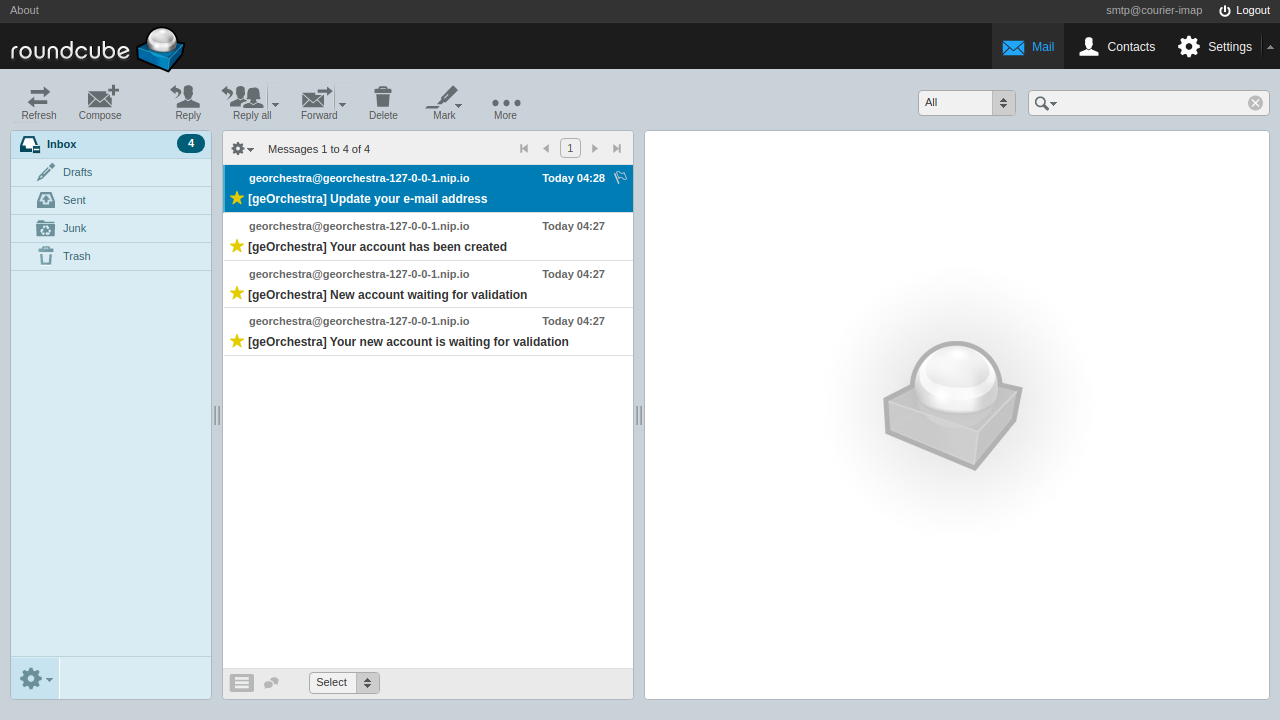 About
smtp@courier-imap
Logout
roundcube
Mail
Contacts
Settings
Refresh
Compose
Reply
Reply all
Forward
Delete
Mark
More
All
Inbox
4
Drafts
Sent
Junk
Trash
Messages 1 to 4 of 4
1
georchestra@georchestra-127-0-0-1.nip.io Today 04:28
[geOrchestra] Update your e-mail address
georchestra@georchestra-127-0-0-1.nip.io Today 04:27
[geOrchestra] Your account has been created
georchestra@georchestra-127-0-0-1.nip.io Today 04:27
[geOrchestra] New account waiting for validation
georchestra@georchestra-127-0-0-1.nip.io Today 04:27
[geOrchestra] Your new account is waiting for validation
Select